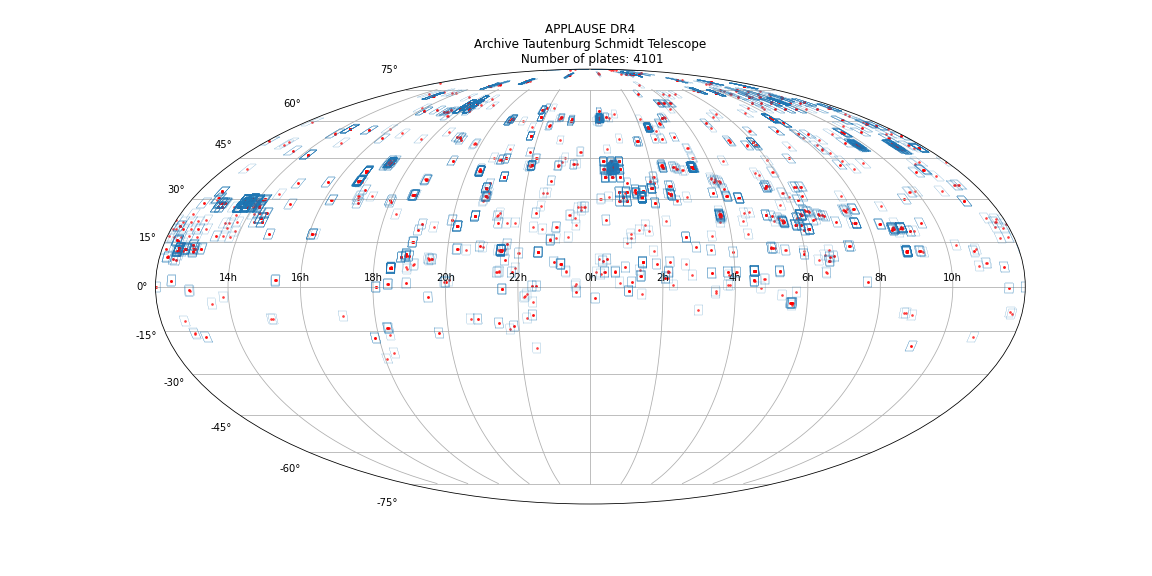 APPLAUSE DR4
Archive Tautenburg Schmidt Telescope
Number of plates: 4101
75°
60°
45°
30°
15°
14h 16h 18h 20h 22h 0h 2h 4h 6h 8h 10h
0°
-15°
-30°
-45°
-60°
-75°